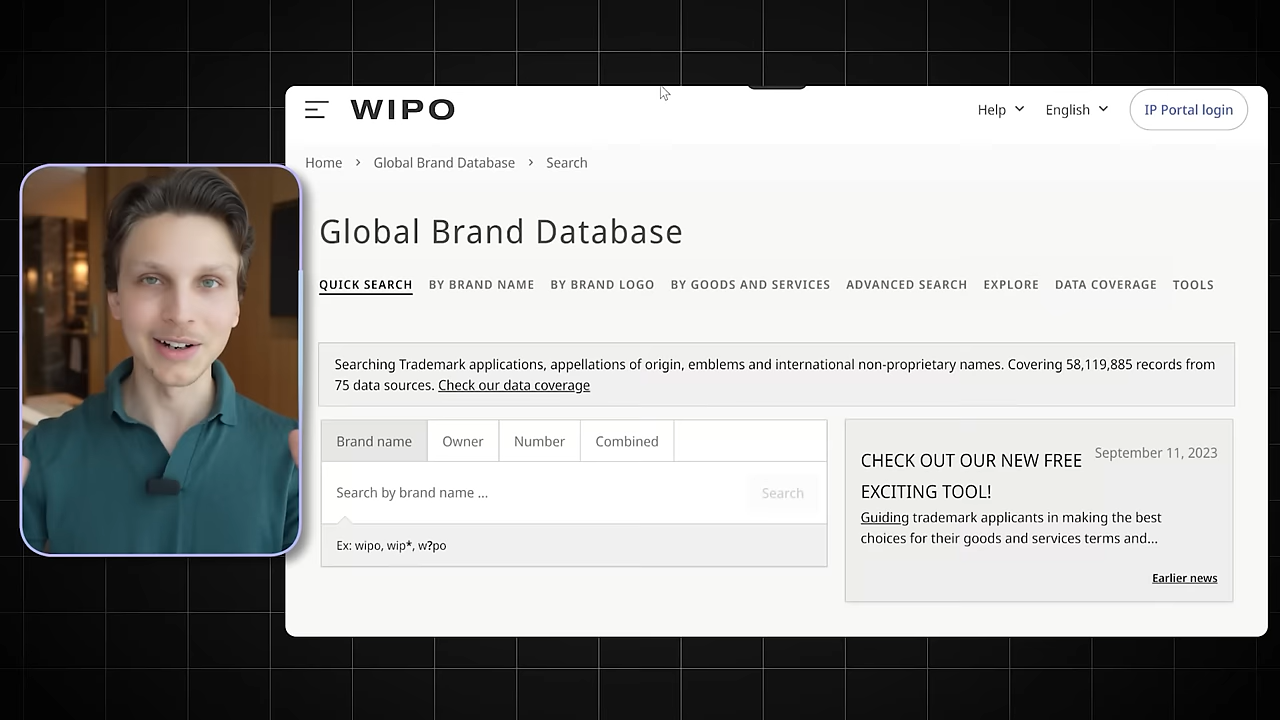 WIPO
Help
English
IP Portal login
Home > Global Brand Database > Search
Global Brand Database
QUICK SEARCH BY BRAND NAME BY BRAND LOGO BY GOODS AND SERVICES ADVANCED SEARCH EXPLORE DATA COVERAGE TOOLS
Searching Trademark applications, appellations of origin, emblems and international non-proprietary names. Covering 58,119,885 records from
75 data sources. Check our data coverage
Brand name Owner Number Combined
Search by brand name ... Search
Ex: wipo, wip*, w?po
CHECK OUT OUR NEW FREE September 11, 2023
EXCITING TOOL!
Guiding trademark applicants in making the best
choices for their goods and services terms and...
Earlier news